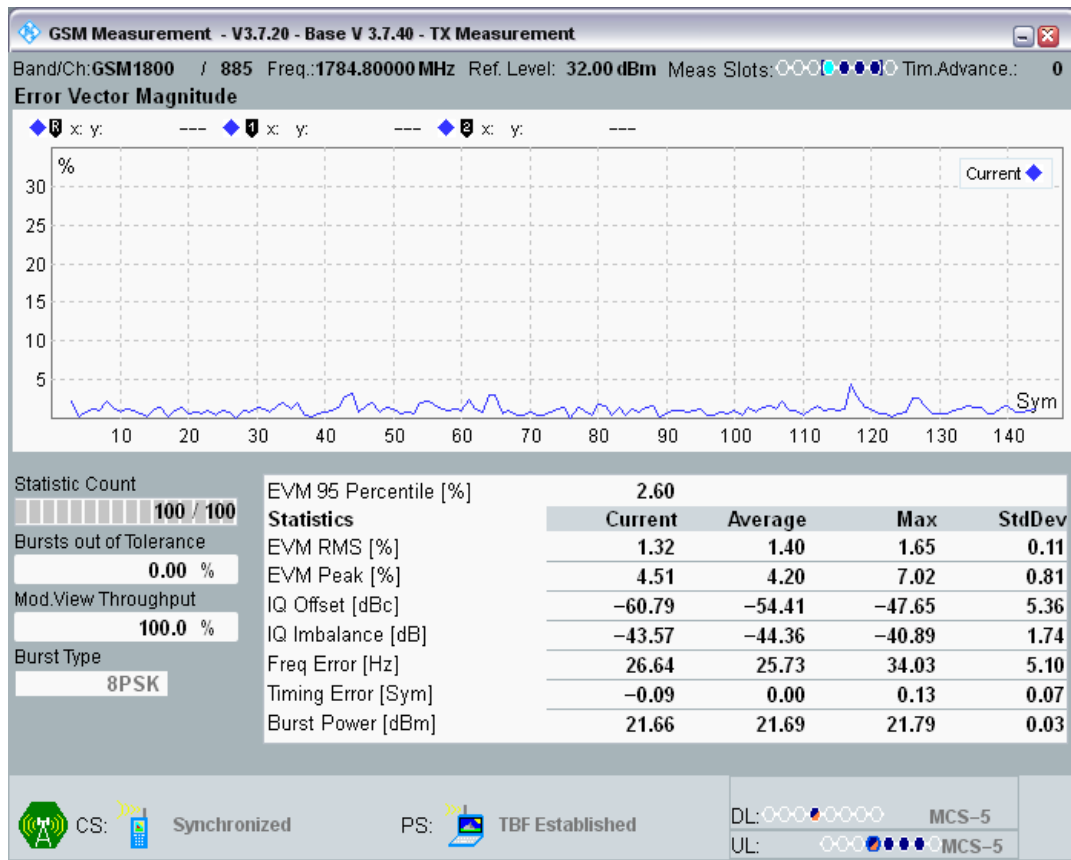 GSM Measurement - V3.7.20 - Base V 3.7.40 - TX Measurement
Band/Ch:GSM1800 / 885 Freq.:1784.80000 MHz Ref. Level: 32.00 dBm Meas Slots: Tim.Advance.: 0
Error Vector Magnitude
R x: y: --- 1 x: y: --- 2 x: y: ---
%
Current
30
25
20
15
10
5
Sym
10 20 30 40 50 60 70 80 90 100 110 120 130 140
Statistic Count
100 / 100
Bursts out of Tolerance
0.00 %
Mod.View Throughput
100.0 %
Burst Type
8PSK
EVM 95 Percentile [%] 2.60
Statistics Current Average Max StdDev
EVM RMS [%] 1.32 1.40 1.65 0.11
EVM Peak [%] 4.51 4.20 7.02 0.81
IQ Offset [dBc] −60.79 −54.41 −47.65 5.36
IQ Imbalance [dB] −43.57 −44.36 −40.89 1.74
Freq Error [Hz] 26.64 25.73 34.03 5.10
Timing Error [Sym] −0.09 0.00 0.13 0.07
Burst Power [dBm] 21.66 21.69 21.79 0.03
CS: Synchronized PS: TBF Established
DL: MCS−5
UL: MCS−5